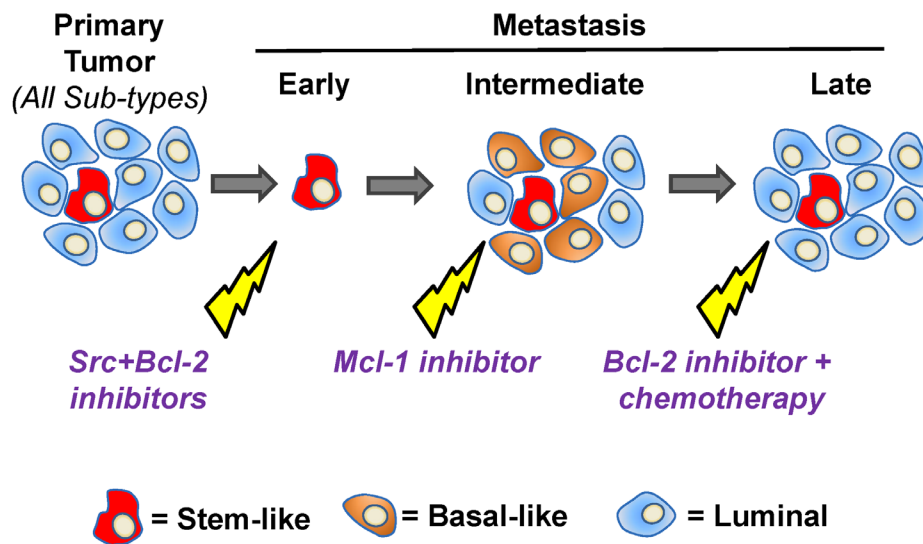 Primary
Tumor
(All Sub-types)
Metastasis
Early
Intermediate
Late
Src+Bcl-2
inhibitors
Mcl-1 inhibitor
Bcl-2 inhibitor +
chemotherapy
= Stem-like
= Basal-like
= Luminal